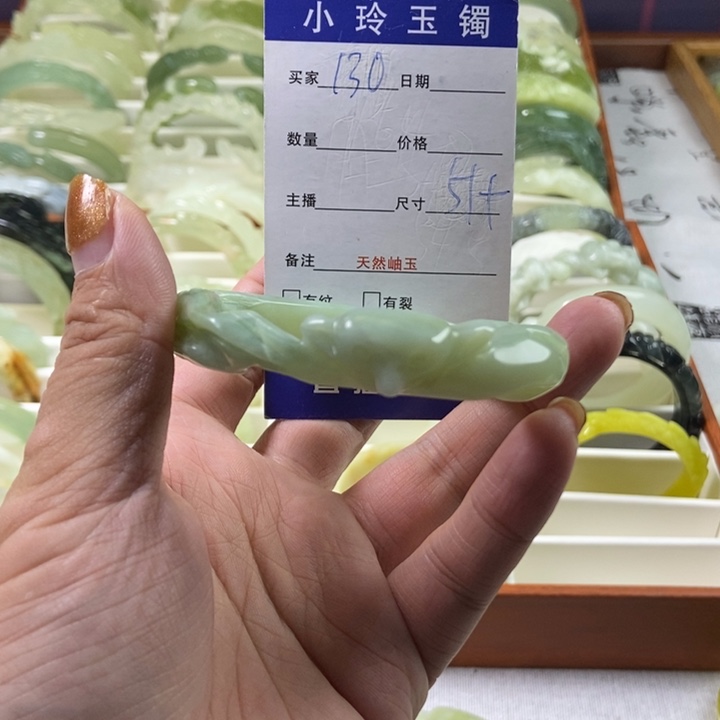 小玲玉镯
买家 130 日期
数量 价格
主播 尺寸
备注 天然岫玉
□有纹 □有裂